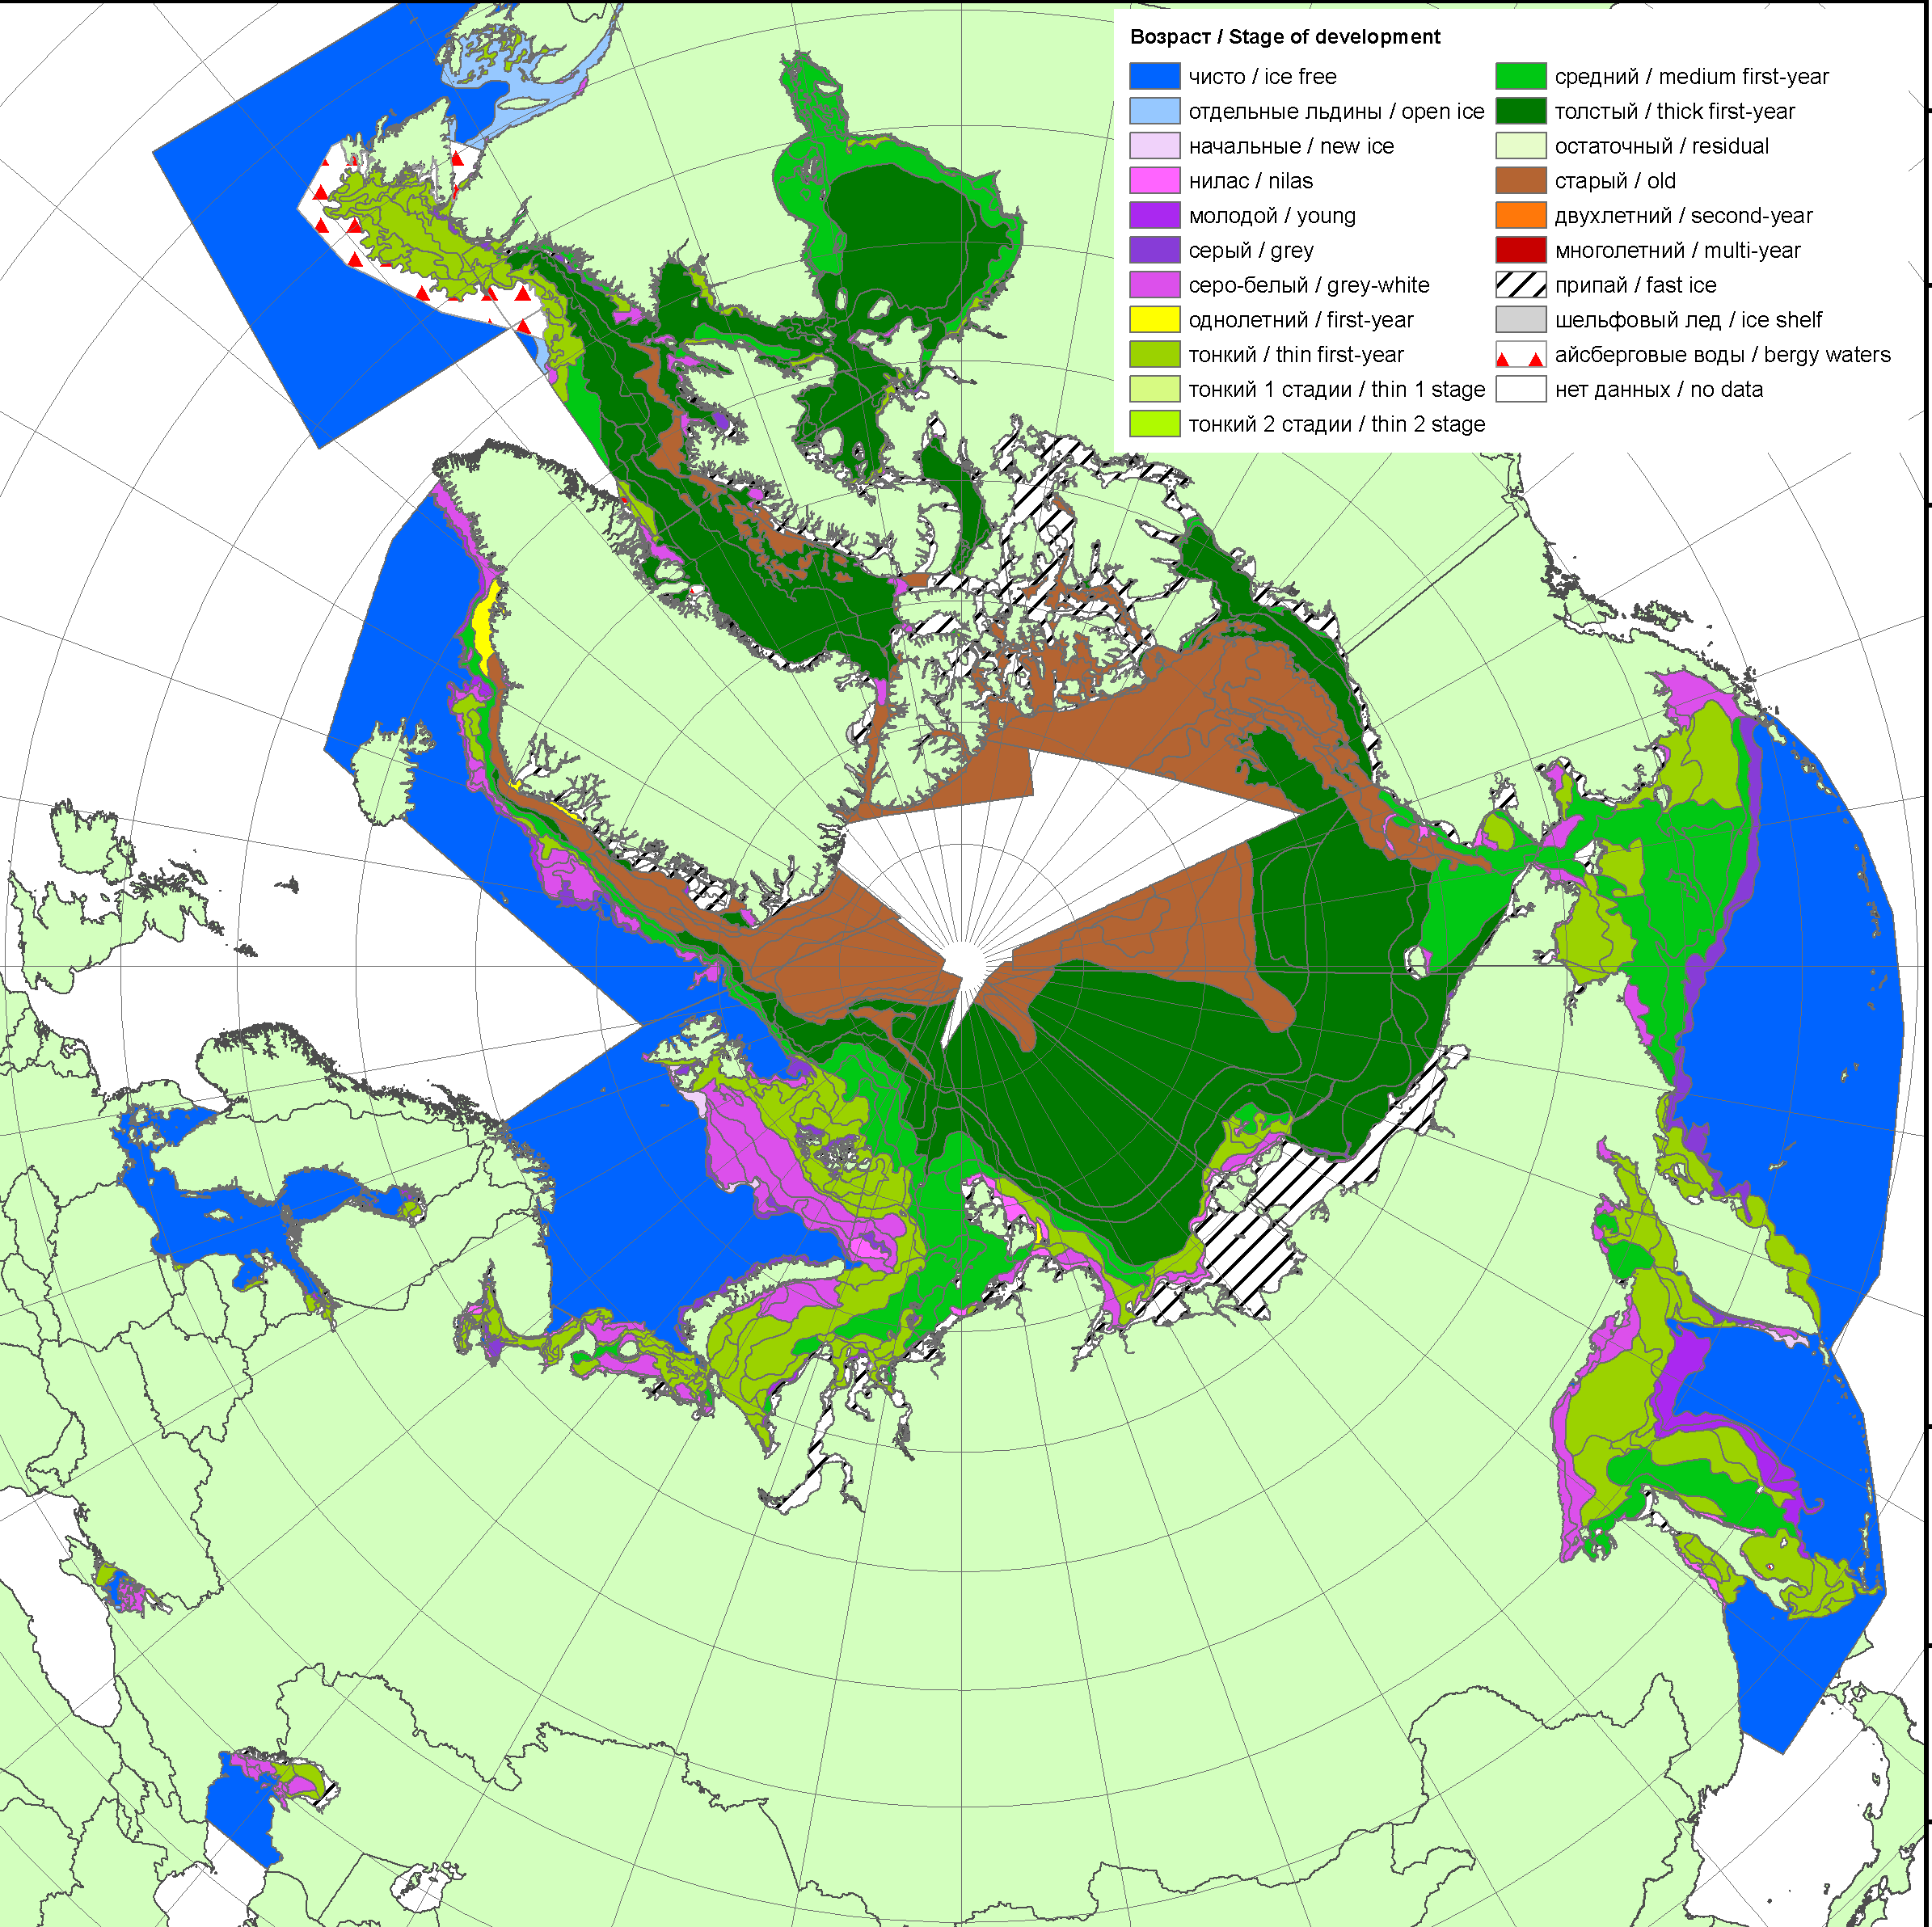 Возраст / Stage of development
чисто / ice free
отдельные льдины / open ice
начальные / new ice
нилас / nilas
молодой / young
серый / grey
серо-белый / grey-white
однолетний / first-year
тонкий / thin first-year
тонкий 1 стадии / thin 1 stage
тонкий 2 стадии / thin 2 stage
средний / medium first-year
толстый / thick first-year
остаточный / residual
старый / old
двухлетний / second-year
многолетний / multi-year
припай / fast ice
шельфовый лед / ice shelf
айсберговые воды / bergy waters
нет данных / no data